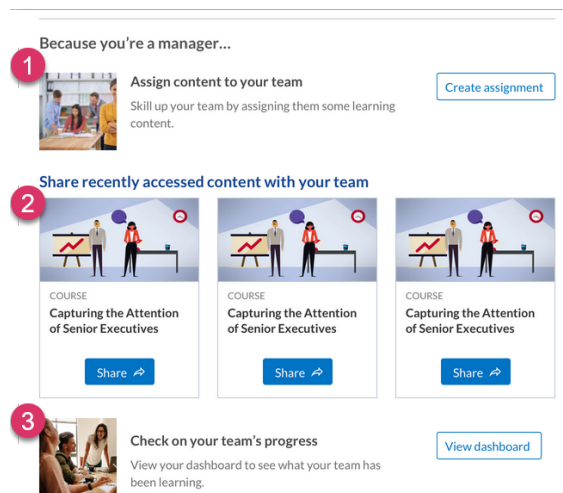 Because you're a manager...
1
Assign content to your team
Create assignment
Skill up your team by assigning them some learning
content.
Share recently accessed content with your team
2
COURSE
Capturing the Attention
of Senior Executives
Share
COURSE
Capturing the Attention
of Senior Executives
Share
COURSE
Capturing the Attention
of Senior Executives
Share
3
Check on your team's progress
View dashboard
View your dashboard to see what your team has
been learning.